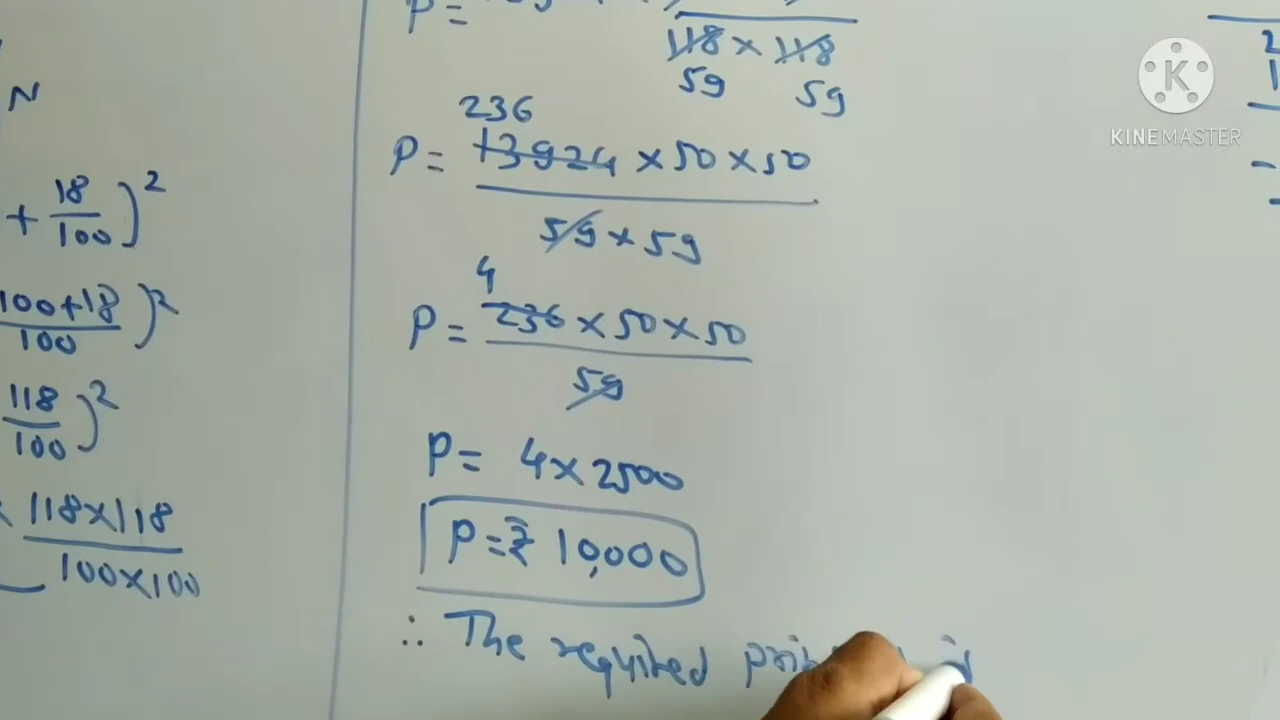 N
+ 18/100)²
100+18/100)²
118/100)²
× 118×118
100×100
P =
118 × 118
59 59
236
P = 13924 × 50 × 50
59 × 59
4
P = 236 × 50 × 50
59
P = 4 × 2500
P = ₹ 10,000
∴ The required
KINEMASTER